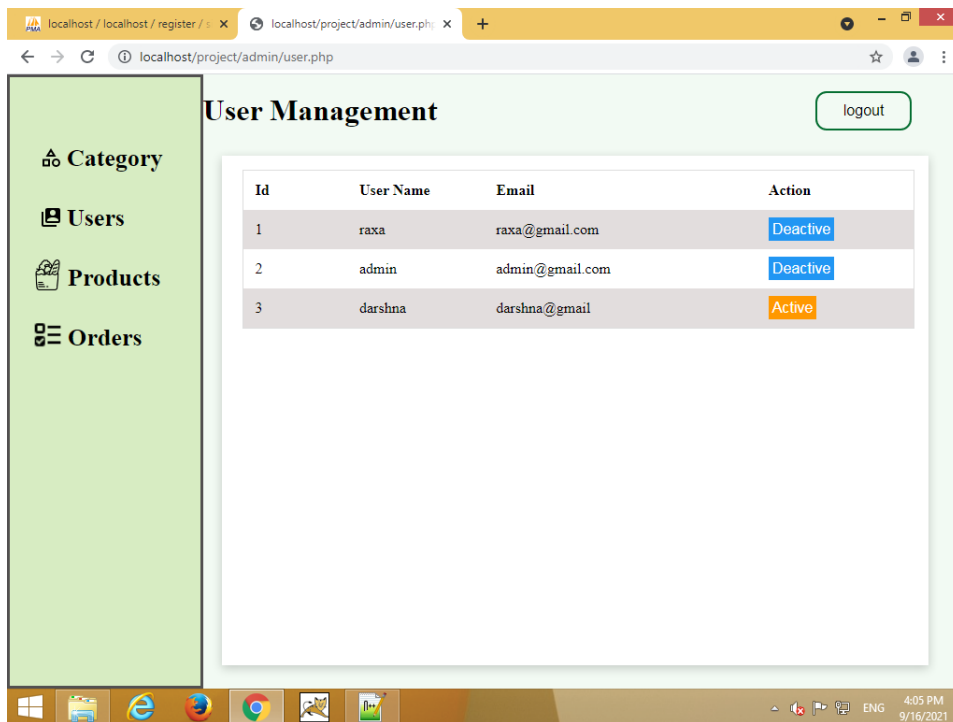 localhost / localhost / register / s
localhost/project/admin/user.ph
localhost/project/admin/user.php
User Management
logout
Category
Users
Products
Orders
Id User Name Email Action
1 raxa raxa@gmail.com Deactive
2 admin admin@gmail.com Deactive
3 darshna darshna@gmail Active
ENG
4:05 PM
9/16/2021